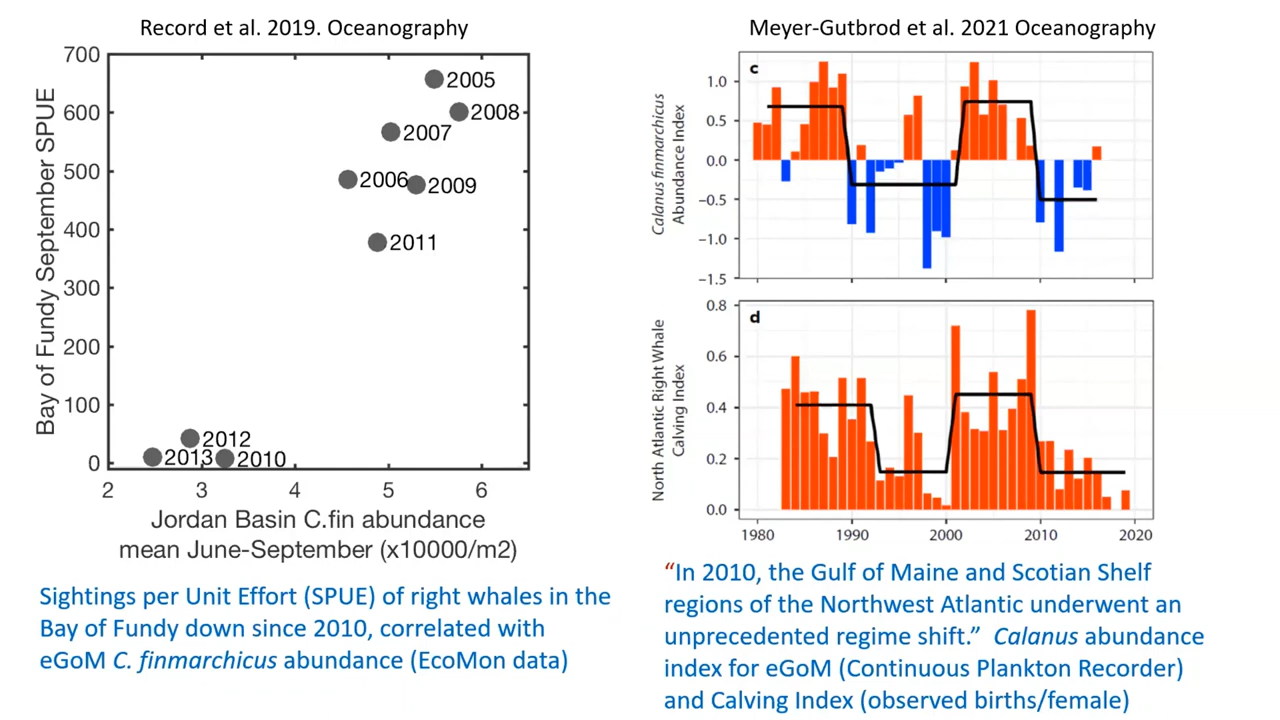 Record et al. 2019. Oceanography
700
600
500
400
300
200
100
0
Bay of Fundy September SPUE
2005
2008
2007
2006
2009
2011
2012
2013
2010
2
3
4
5
6
Jordan Basin C.fin abundance
mean June-September (x10000/m2)
Sightings per Unit Effort (SPUE) of right whales in the
Bay of Fundy down since 2010, correlated with
eGoM C. finmarchicus abundance (EcoMon data)
Meyer-Gutbrod et al. 2021 Oceanography
c
Calanus finmarchicus
Abundance Index
1.0
0.5
0.0
−0.5
−1.0
−1.5
d
North Atlantic Right Whale
Calving Index
0.8
0.6
0.4
0.2
0.0
1980
1990
2000
2010
2020
“In 2010, the Gulf of Maine and Scotian Shelf
regions of the Northwest Atlantic underwent an
unprecedented regime shift.” Calanus abundance
index for eGoM (Continuous Plankton Recorder)
and Calving Index (observed births/female)